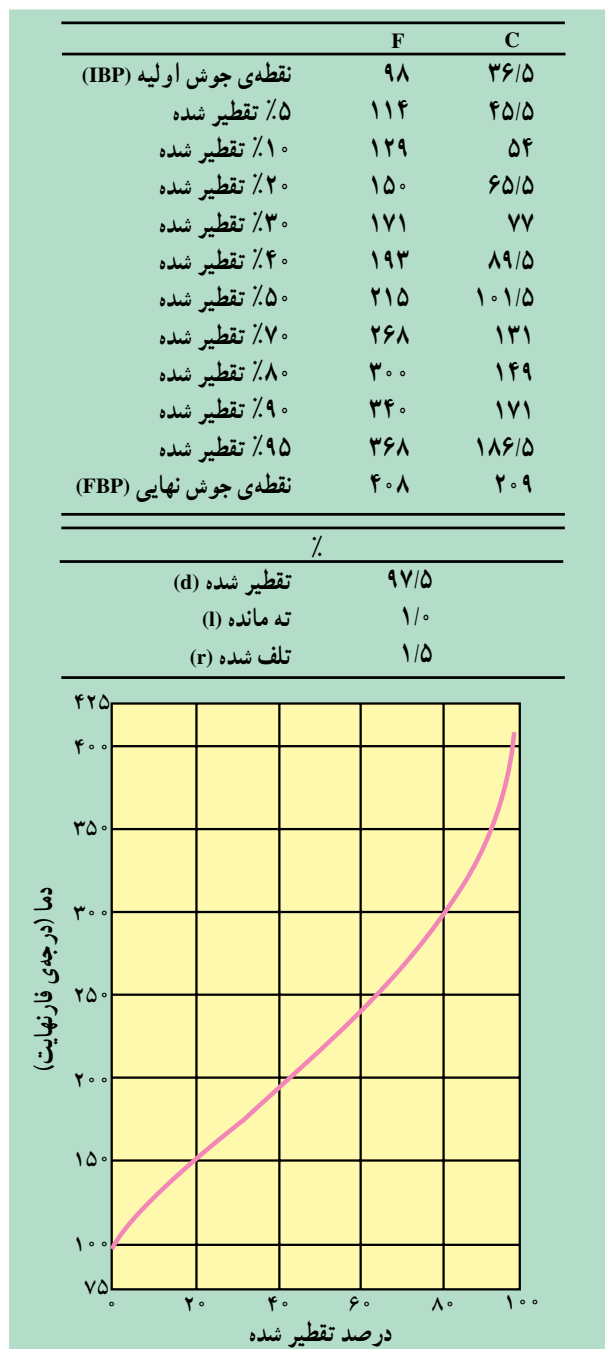 F C
نقطه‌ی جوش اولیه (IBP) ۹۸ ۳۶/۵
۵٪ تقطیر شده ۱۱۴ ۴۵/۵
۱۰٪ تقطیر شده ۱۲۹ ۵۴
۲۰٪ تقطیر شده ۱۵۰ ۶۵/۵
۳۰٪ تقطیر شده ۱۷۱ ۷۷
۴۰٪ تقطیر شده ۱۹۳ ۸۹/۵
۵۰٪ تقطیر شده ۲۱۵ ۱۰۱/۵
۷۰٪ تقطیر شده ۲۶۸ ۱۳۱
۸۰٪ تقطیر شده ۳۰۰ ۱۴۹
۹۰٪ تقطیر شده ۳۴۰ ۱۷۱
۹۵٪ تقطیر شده ۳۶۸ ۱۸۶/۵
نقطه‌ی جوش نهایی (FBP) ۴۰۸ ۲۰۹
٪
تقطیر شده (d) ۹۷/۵
ته مانده (l) ۱/۰
تلف شده (r) ۱/۵
۴۲۵
۴۰۰
۳۵۰
۳۰۰
۲۵۰
۲۰۰
۱۵۰
۱۰۰
۷۵
دما (درجه‌ی فارنهایت)
۰ ۲۰ ۴۰ ۶۰ ۸۰ ۱۰۰
درصد تقطیر شده